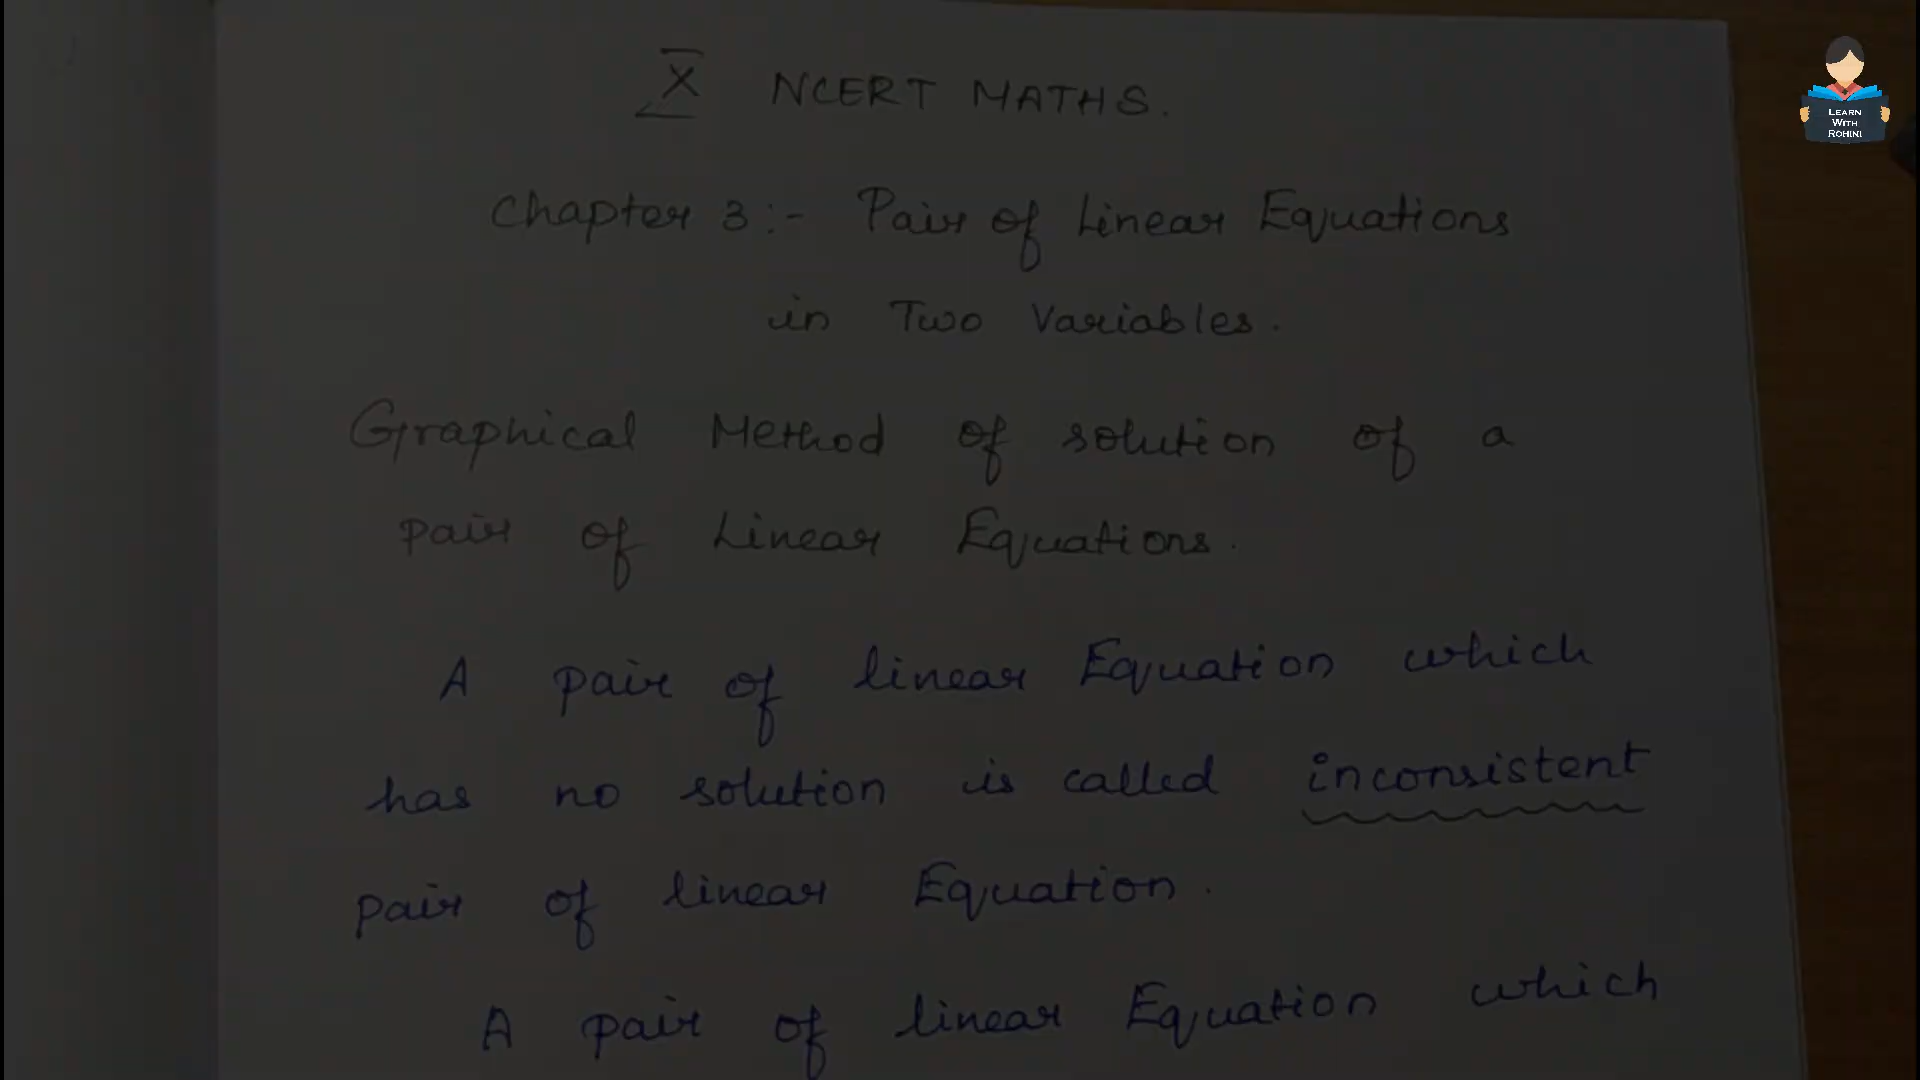 X NCERT MATHS.
LEARN
WITH
ROHINI
Chapter 3:- Pair of Linear Equations
in Two Variables.
Graphical Method of solution of a
pair of Linear Equations.
A pair of linear Equation which
has no solution is called inconsistent
pair of linear Equation.
A pair of linear Equation which